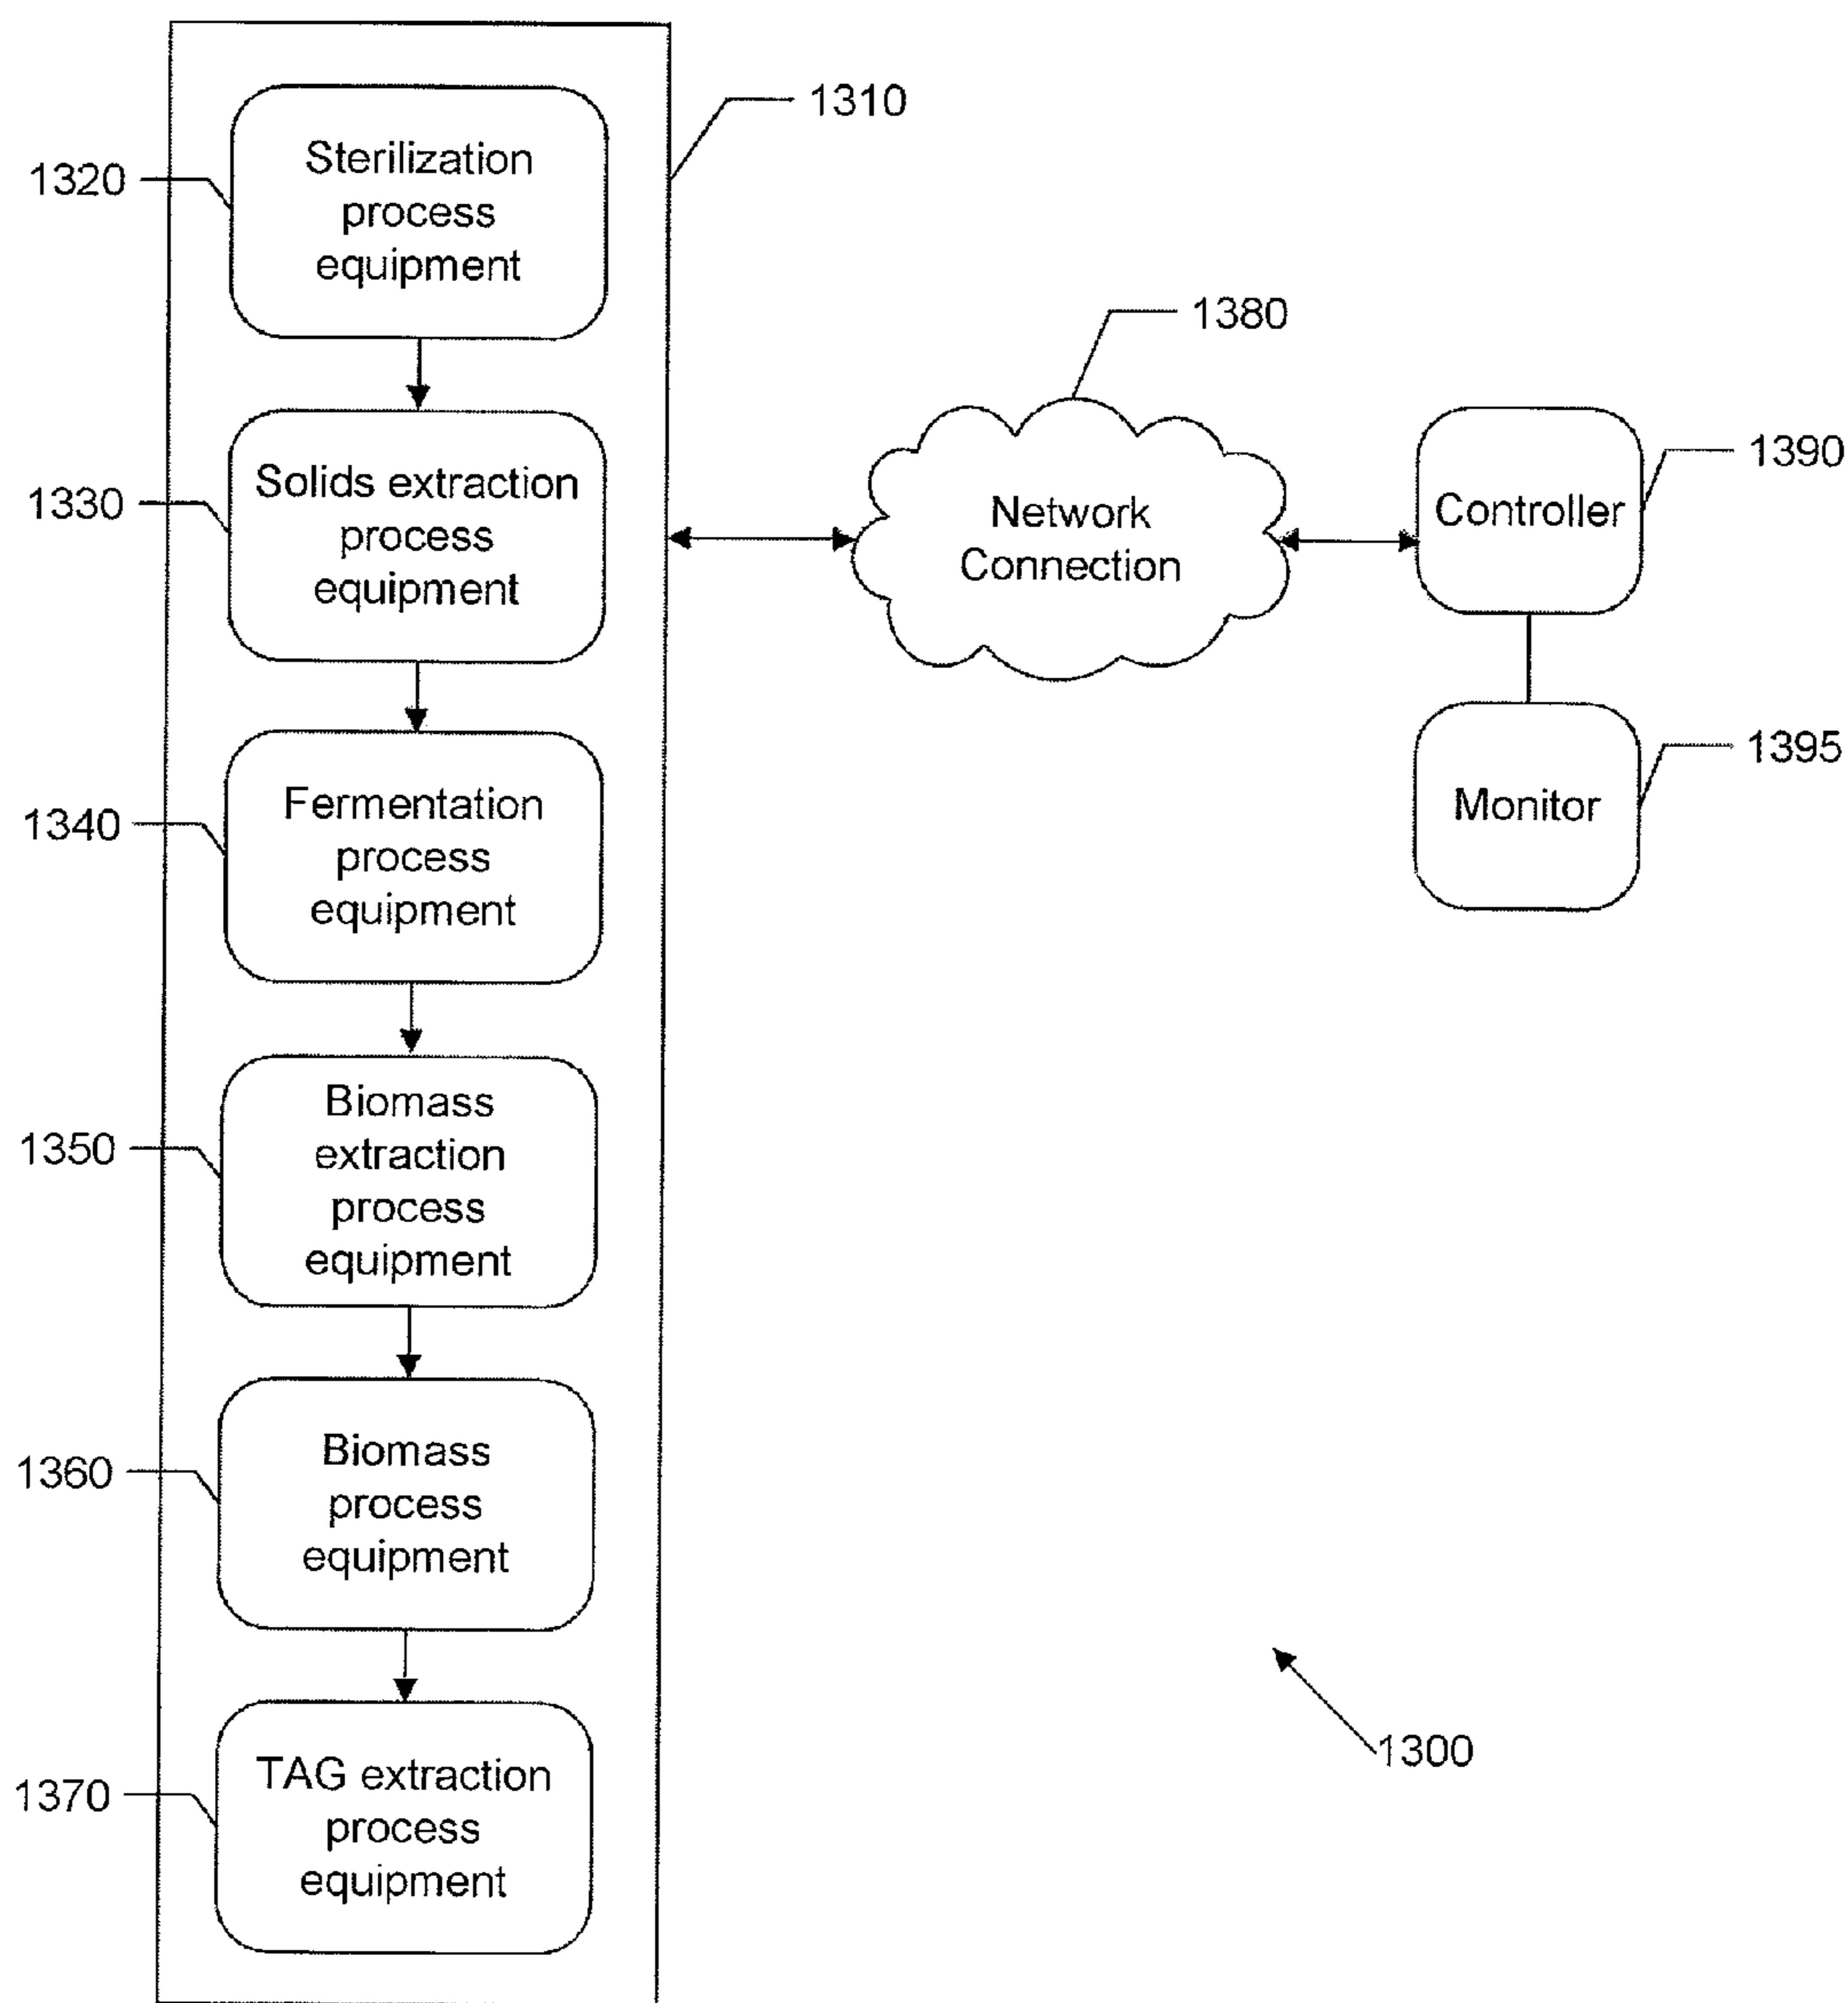 1310
1320
Sterilization
process
equipment
1380
1330
Solids extraction
process
equipment
Network
Connection
Controller
1390
1340
Fermentation
process
equipment
Monitor
1395
1350
Biomass
extraction
process
equipment
1360
Biomass
process
equipment
1370
TAG extraction
process
equipment
1300